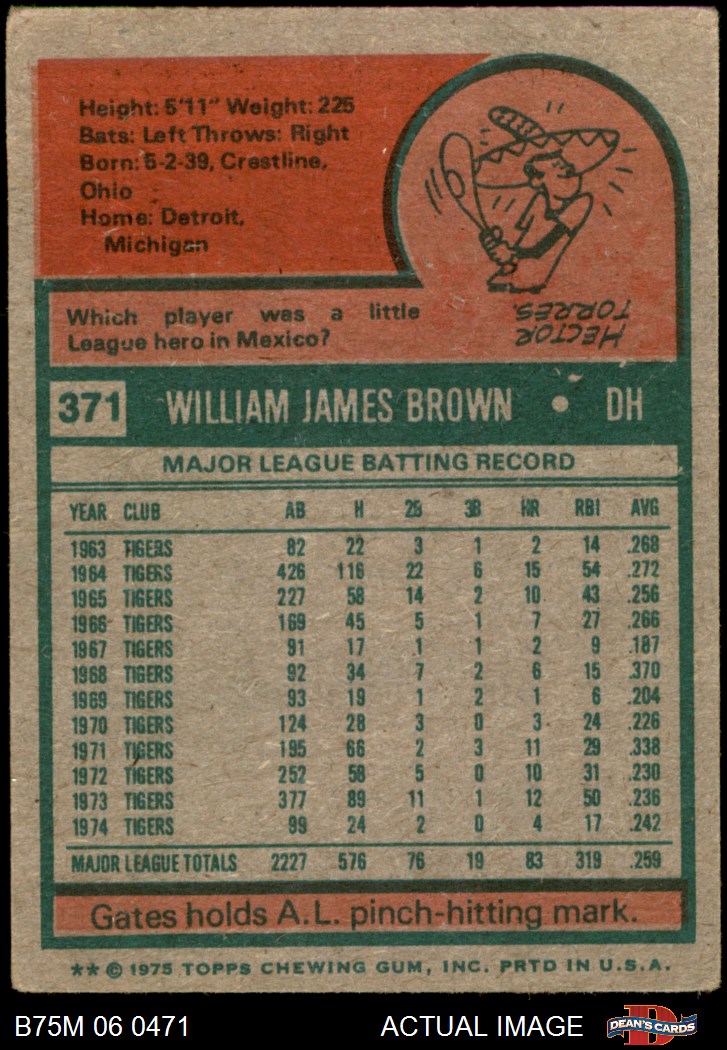 Height: 5'11" Weight: 225
Bats: Left Throws: Right
Born: 5-2-39, Crestline,
Ohio
Home: Detroit,
Michigan
Which player was a little
League hero in Mexico?
HECTOR
TORRES.
371 WILLIAM JAMES BROWN • DH
MAJOR LEAGUE BATTING RECORD
YEAR CLUB AB H 2B 3B HR RBI AVG
1963 TIGERS 82 22 3 1 2 14 .268
1964 TIGERS 426 116 22 6 15 54 .272
1965 TIGERS 227 58 14 2 10 43 .256
1966 TIGERS 169 45 5 1 7 27 .266
1967 TIGERS 91 17 1 1 2 9 .187
1968 TIGERS 92 34 7 2 6 15 .370
1969 TIGERS 93 19 1 2 1 6 .204
1970 TIGERS 124 28 3 0 3 24 .226
1971 TIGERS 195 66 2 3 11 29 .338
1972 TIGERS 252 58 5 0 10 31 .230
1973 TIGERS 377 89 11 1 12 50 .236
1974 TIGERS 99 24 2 0 4 17 .242
MAJOR LEAGUE TOTALS 2227 576 76 19 83 319 .259
Gates holds A.L. pinch-hitting mark.
** © 1975 TOPPS CHEWING GUM, INC. PRTD IN U.S.A.
B75M 06 0471 ACTUAL IMAGE D DEAN'S CARDS